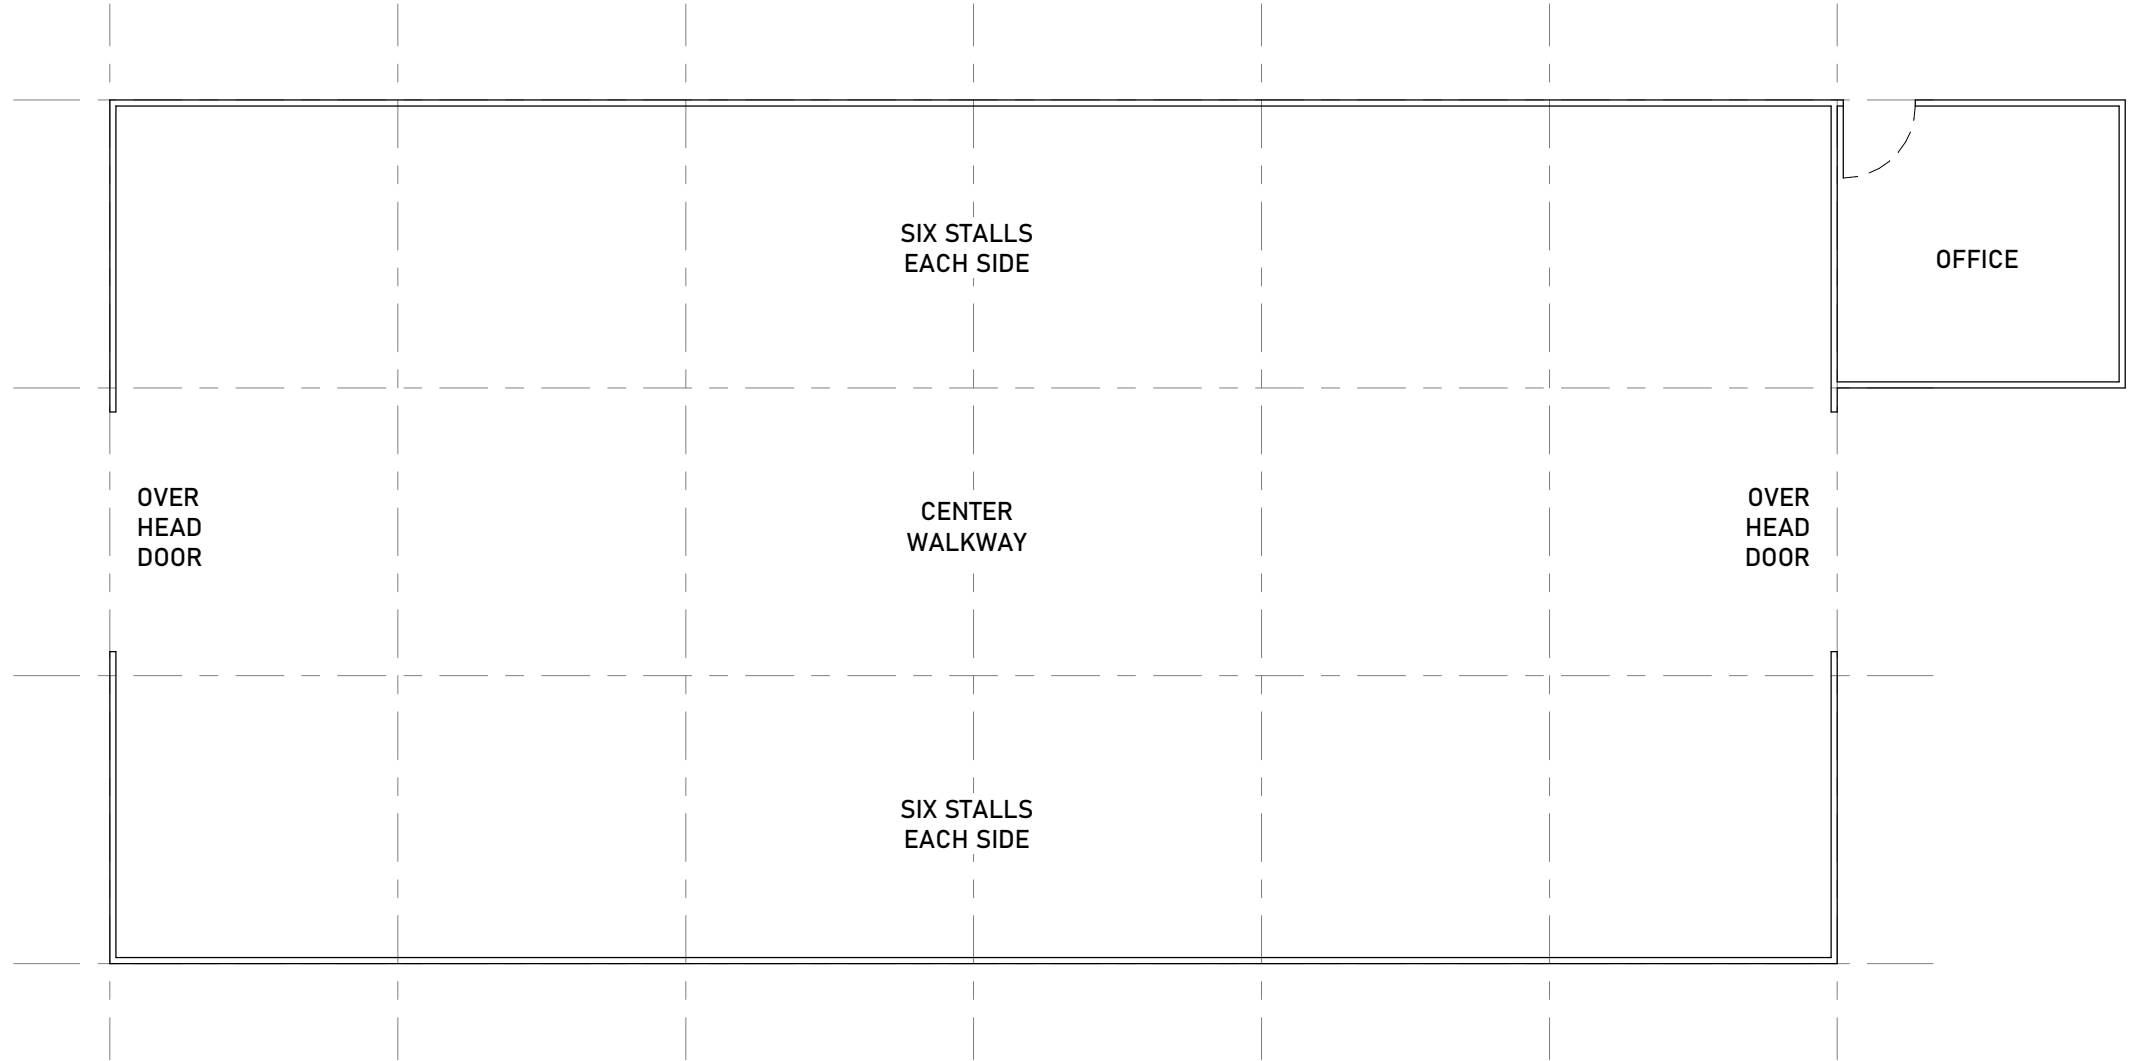 SIX STALLS
EACH SIDE
OFFICE
OVER
HEAD
DOOR
CENTER
WALKWAY
OVER
HEAD
DOOR
SIX STALLS
EACH SIDE